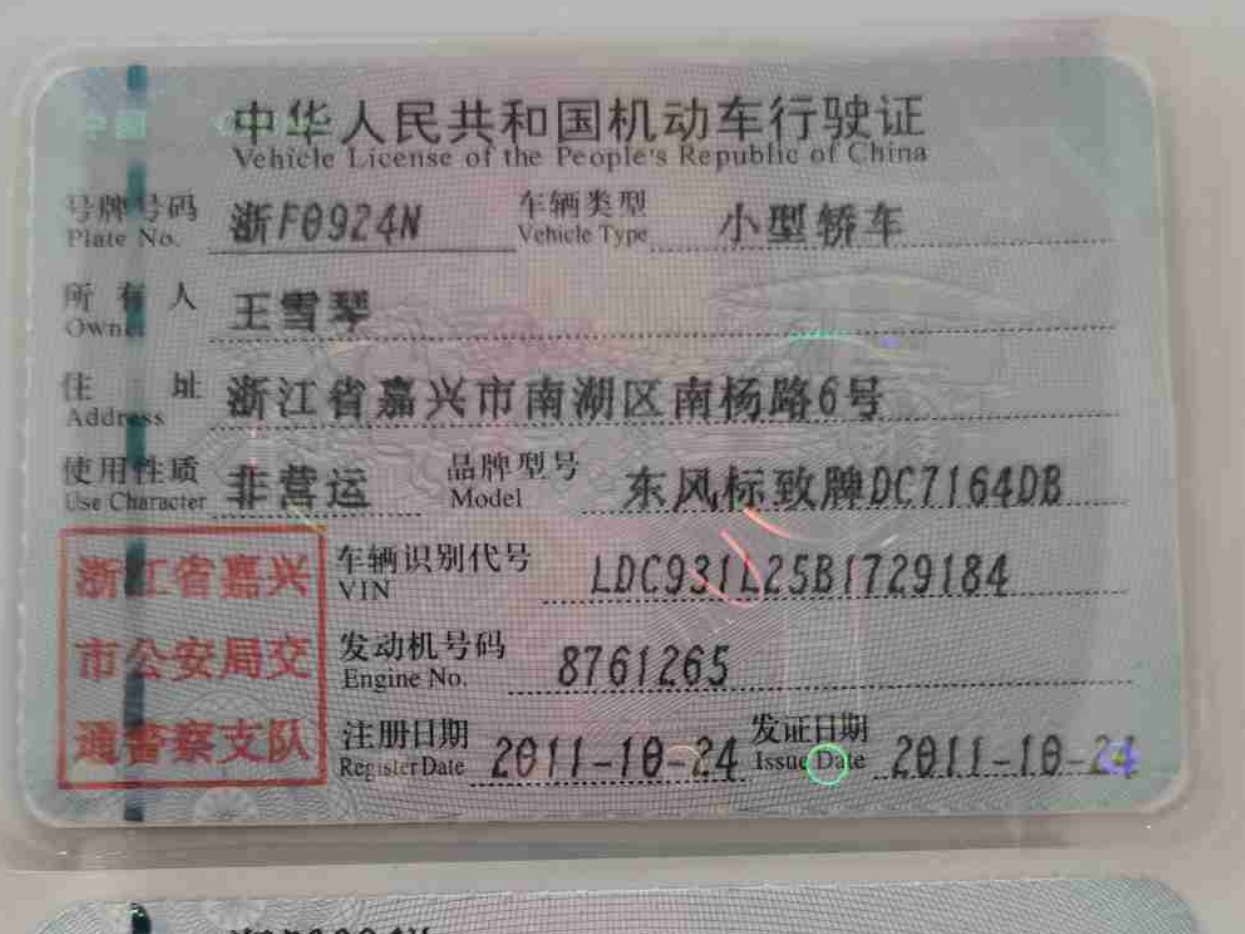 中华人民共和国机动车行驶证
Vehicle License of the People's Republic of China
号牌号码 浙F0924N 车辆类型 小型轿车
Plate No. Vehicle Type
所有人 王雪琴
Owner
住址 浙江省嘉兴市南湖区南杨路6号
Address
使用性质 非营运 品牌型号 东风标致牌DC7164DB
Use Character Model
浙江省嘉兴
市公安局交
通警察支队
车辆识别代号 LDC931L25B1729184
VIN
发动机号码 8761265
Engine No.
注册日期 2011-10-24 发证日期 2011-10-24
Register Date Issue Date